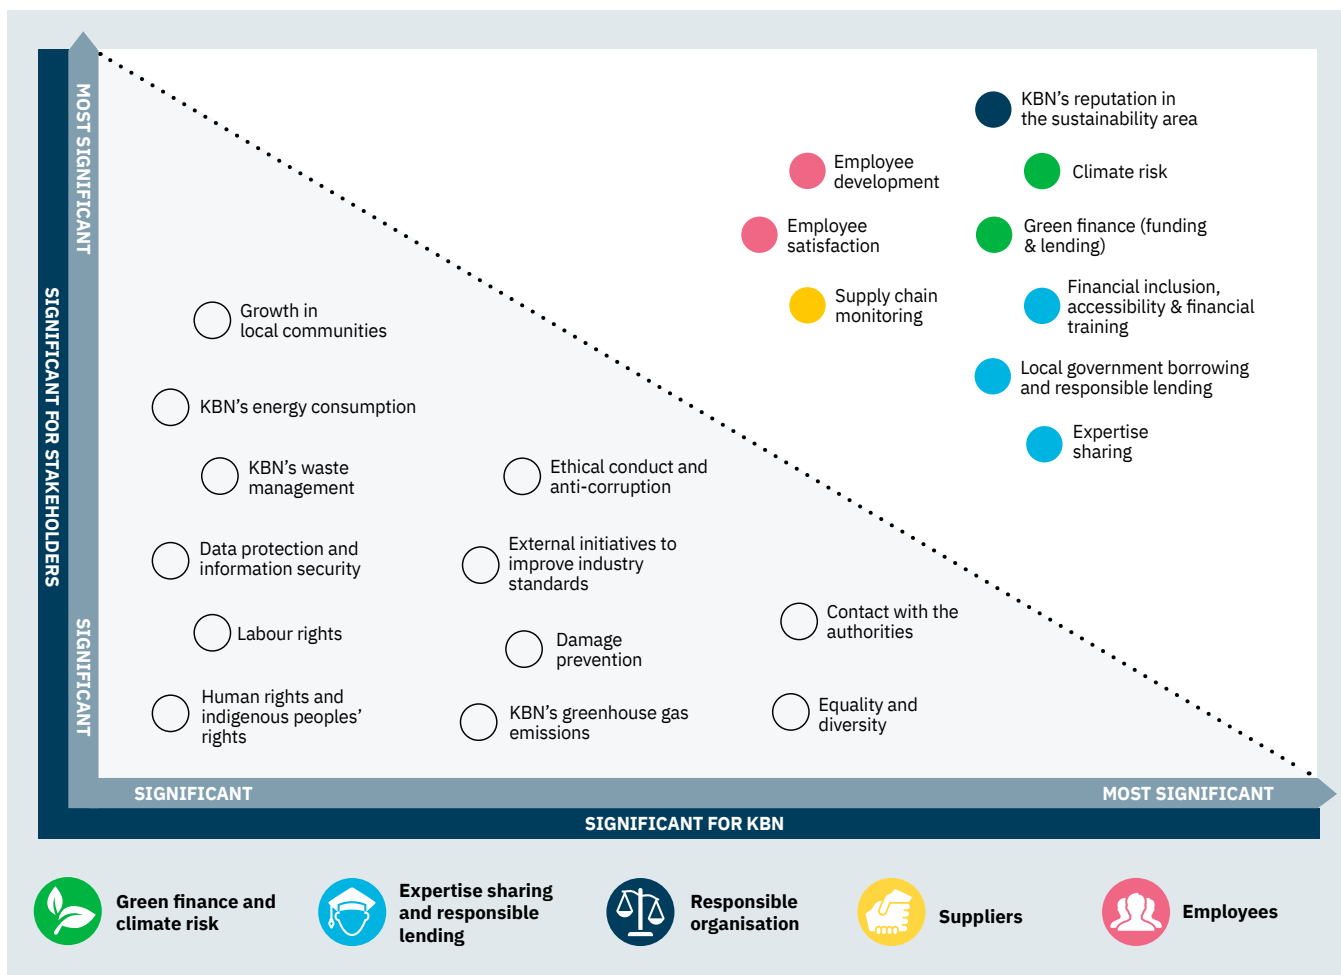 MOST SIGNIFICANT
SIGNIFICANT FOR STAKEHOLDERS
SIGNIFICANT
KBN’s reputation in
the sustainability area
Employee
development
Climate risk
Employee
satisfaction
Green finance (funding
& lending)
Supply chain
monitoring
Financial inclusion,
accessibility & financial
training
Growth in
local communities
Local government borrowing
and responsible lending
KBN’s energy consumption
Expertise
sharing
KBN’s waste
management
Ethical conduct and
anti-corruption
Data protection and
information security
External initiatives to
improve industry
standards
Labour rights
Damage
prevention
Contact with the
authorities
Human rights and
indigenous peoples’
rights
KBN’s greenhouse gas
emissions
Equality and
diversity
SIGNIFICANT
MOST SIGNIFICANT
SIGNIFICANT FOR KBN
Green finance and
climate risk
Expertise sharing
and responsible
lending
Responsible
organisation
Suppliers
Employees